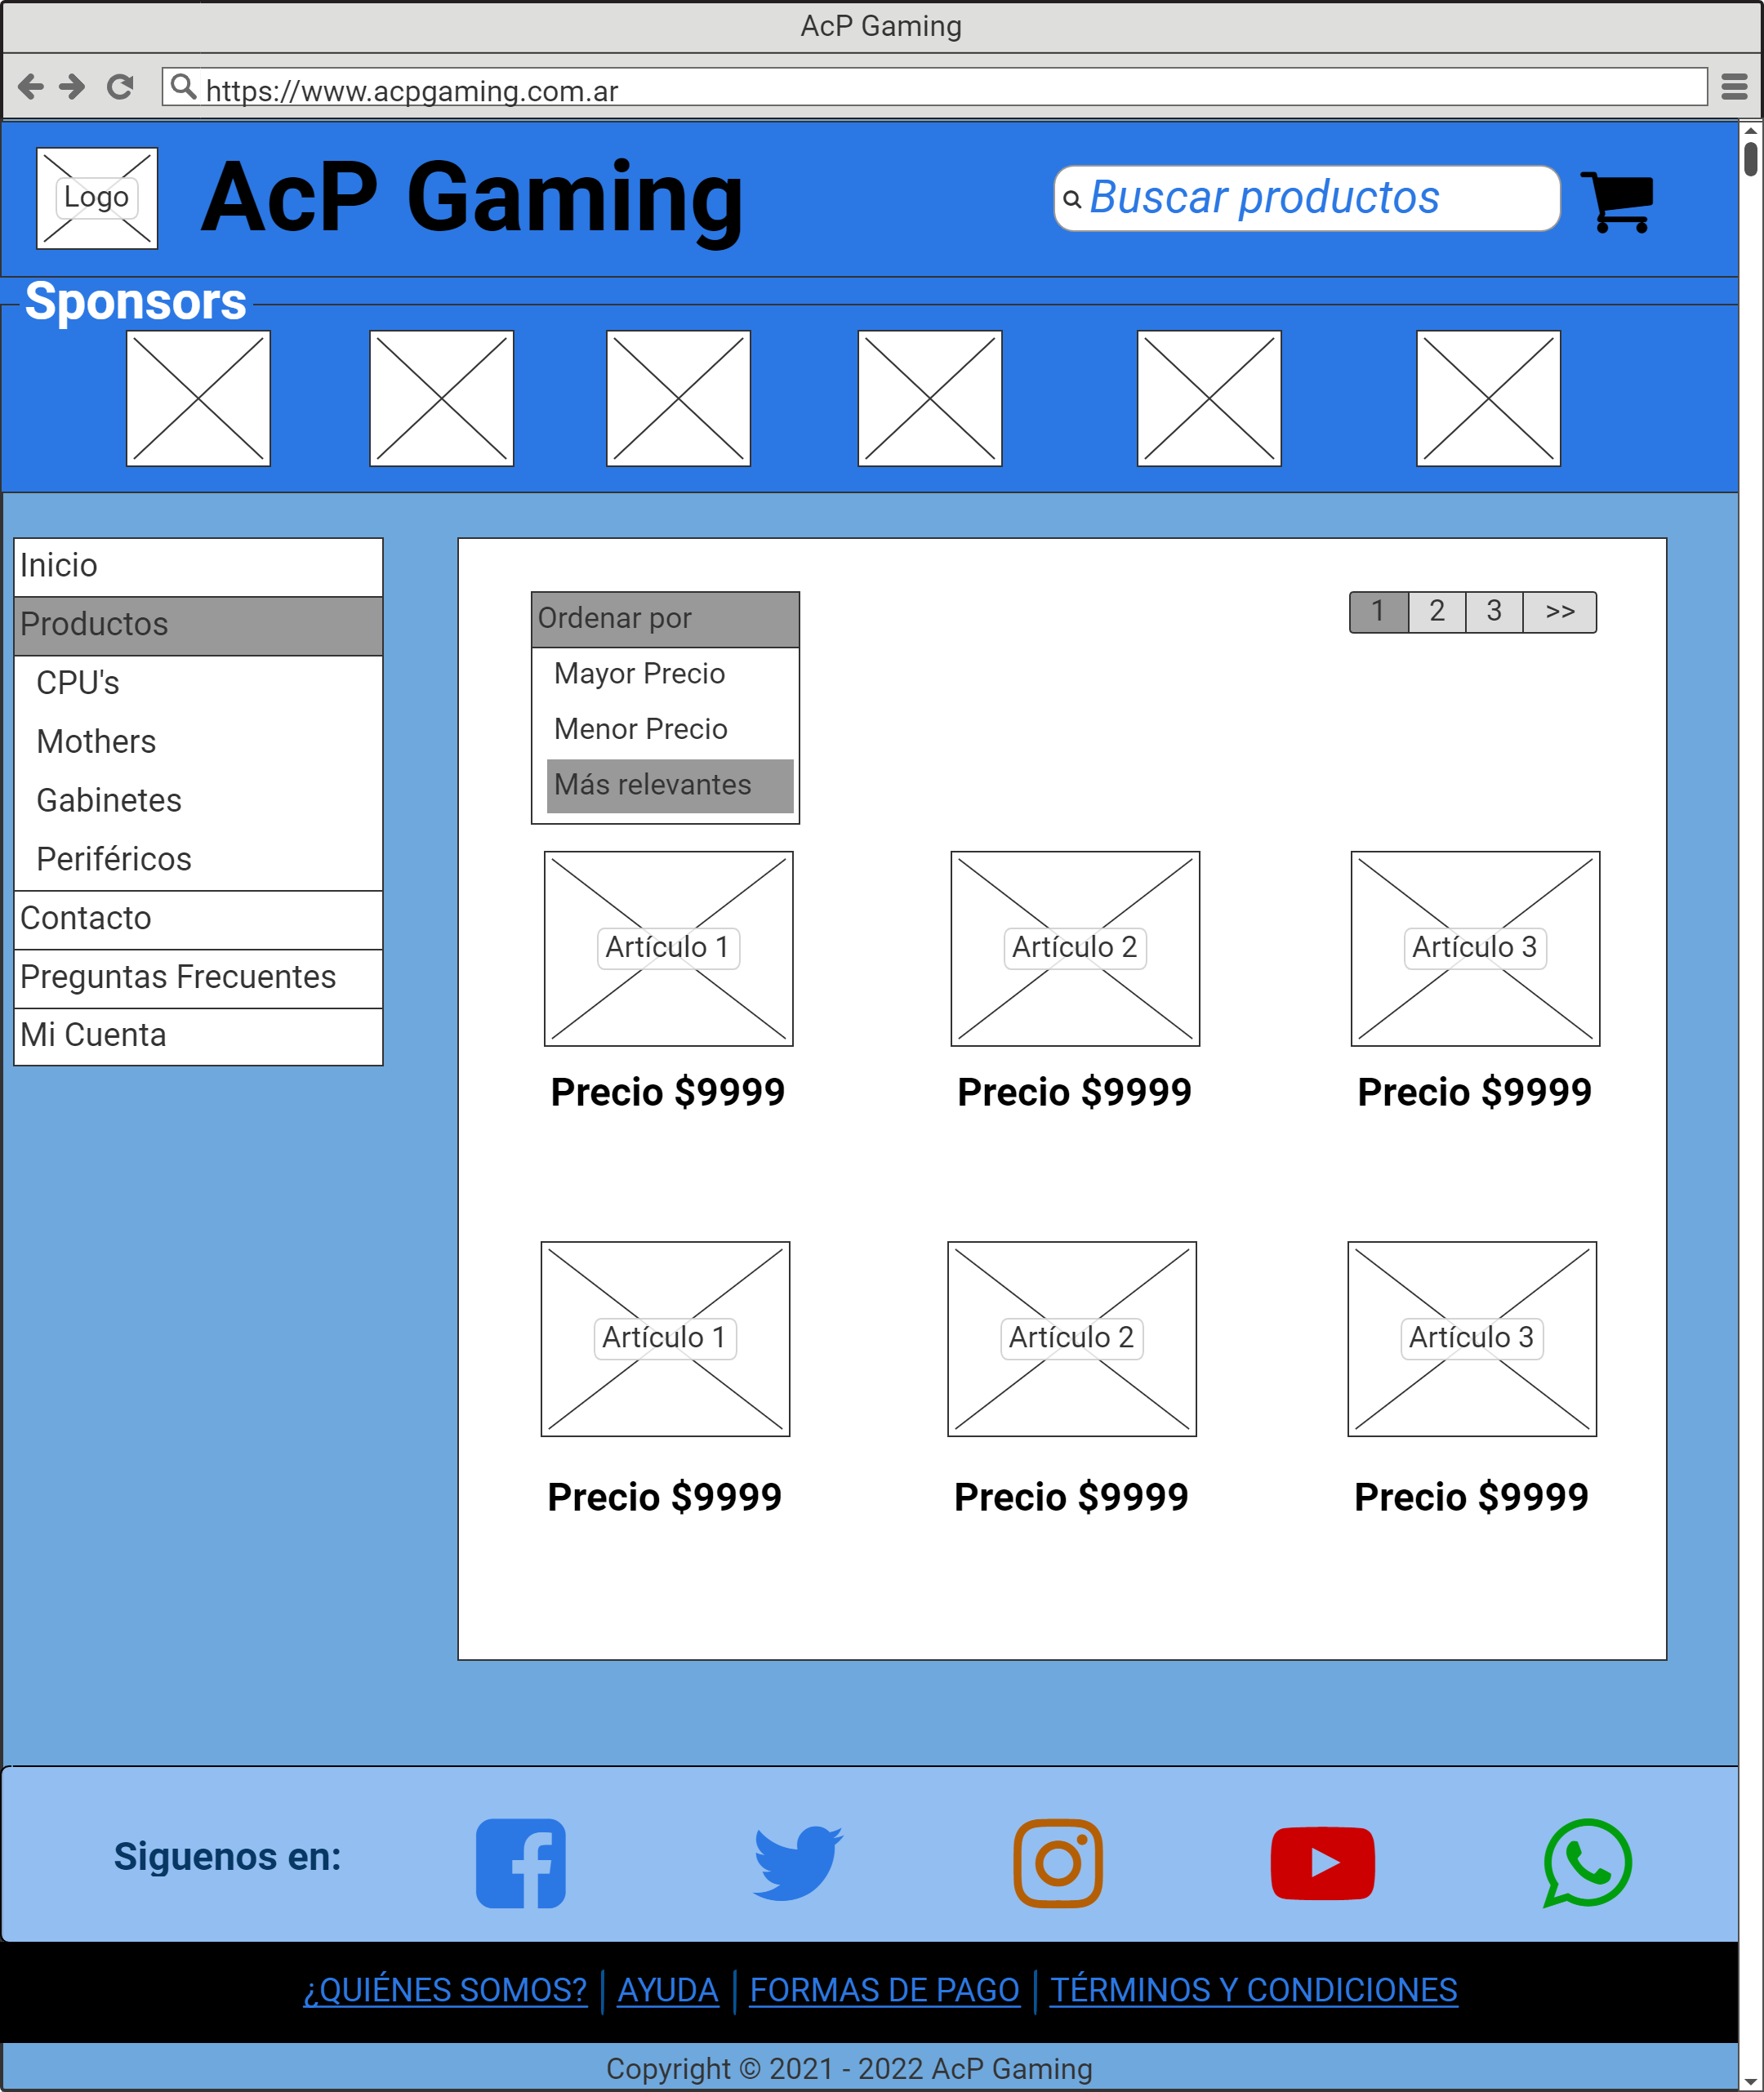 AcP Gaming
https://www.acpgaming.com.ar
Logo
AcP Gaming
Buscar productos
Sponsors
Inicio
Productos
CPU's
Mothers
Gabinetes
Periféricos
Contacto
Preguntas Frecuentes
Mi Cuenta
Ordenar por
Mayor Precio
Menor Precio
Más relevantes
1 2 3 >>
Artículo 1 Artículo 2 Artículo 3
Precio $9999 Precio $9999 Precio $9999
Artículo 1 Artículo 2 Artículo 3
Precio $9999 Precio $9999 Precio $9999
Siguenos en:
¿QUIÉNES SOMOS? | AYUDA | FORMAS DE PAGO | TÉRMINOS Y CONDICIONES
Copyright © 2021 - 2022 AcP Gaming